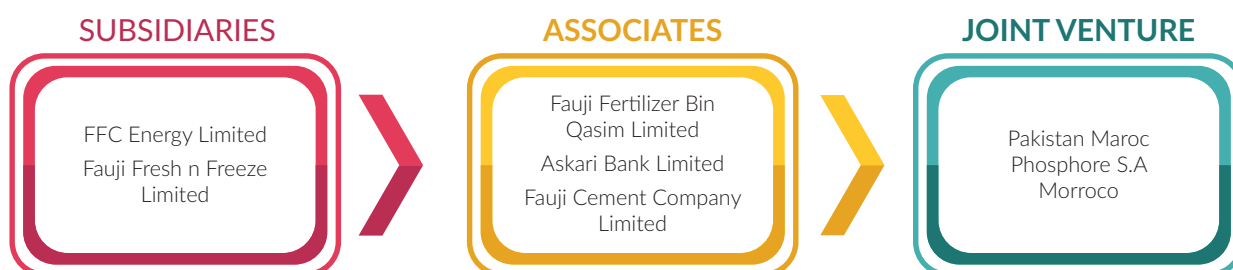 SUBSIDIARIES
FFC Energy Limited
Fauji Fresh n Freeze
Limited
ASSOCIATES
Fauji Fertilizer Bin
Qasim Limited
Askari Bank Limited
Fauji Cement Company
Limited
JOINT VENTURE
Pakistan Maroc
Phosphore S.A
Morroco